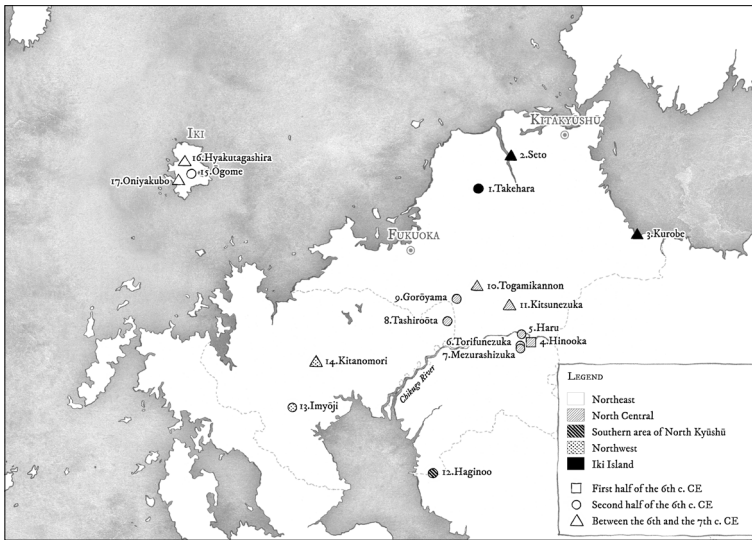 Kitakyūshū
2.Seto
Iki
16.Hyakutagashira
15.Ōgome
17.Oniyakubo
1.Takehara
Fukuoka
3.Kurobe
10.Togamikannon
9.Gorōyama
11.Kitsunezuka
8.Tashiroōta
5.Haru
6.Torifunezuka
4.Hinooka
7.Mezurashizuka
14.Kitanomori
Chikugo River
13.Imyōji
12.Haginoo
Legend
Northeast
North Central
Southern area of North Kyūshū
Northwest
Iki Island
First half of the 6th c. CE
Second half of the 6th c. CE
Between the 6th and the 7th c. CE